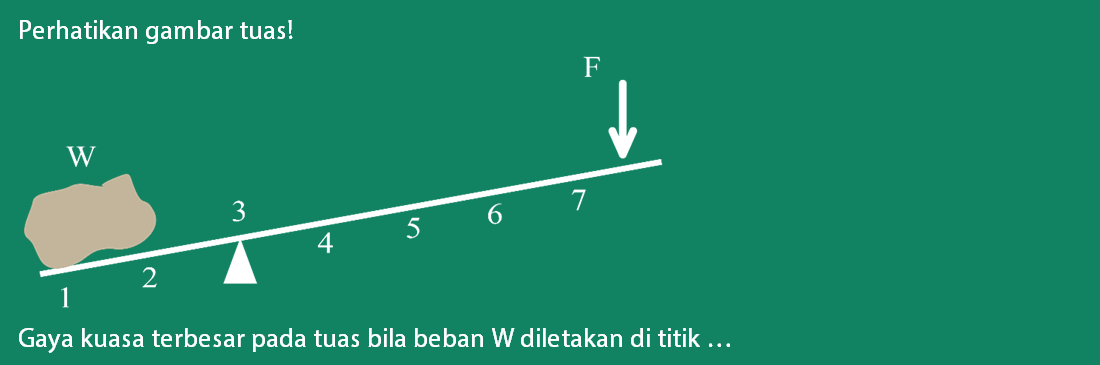 Perhatikan gambar tuas!
F
W
3
7
6
5
4
2
1
Gaya kuasa terbesar pada tuas bila beban W diletakan di titik ...